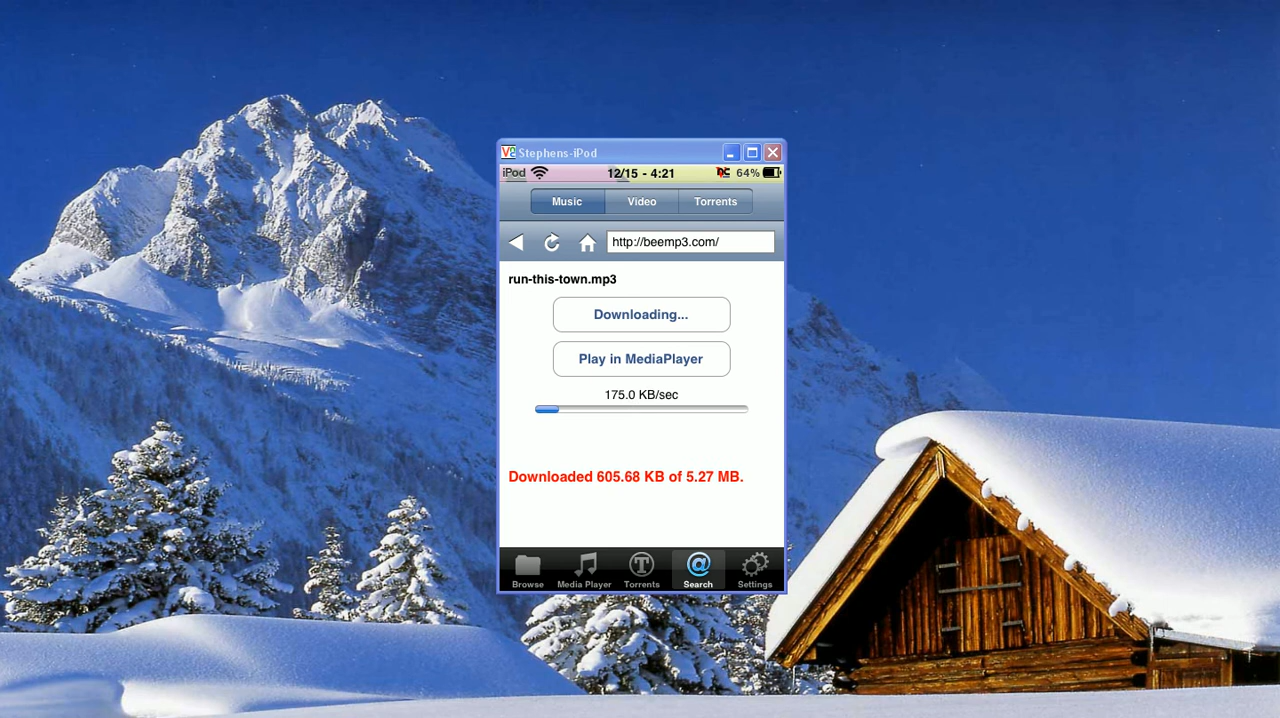 Stephens-iPod
iPod 12/15 - 4:21 64%
Music Video Torrents
http://beemp3.com/
run-this-town.mp3
Downloading...
Play in MediaPlayer
175.0 KB/sec
Downloaded 605.68 KB of 5.27 MB.
Browse Media Player Torrents Search Settings